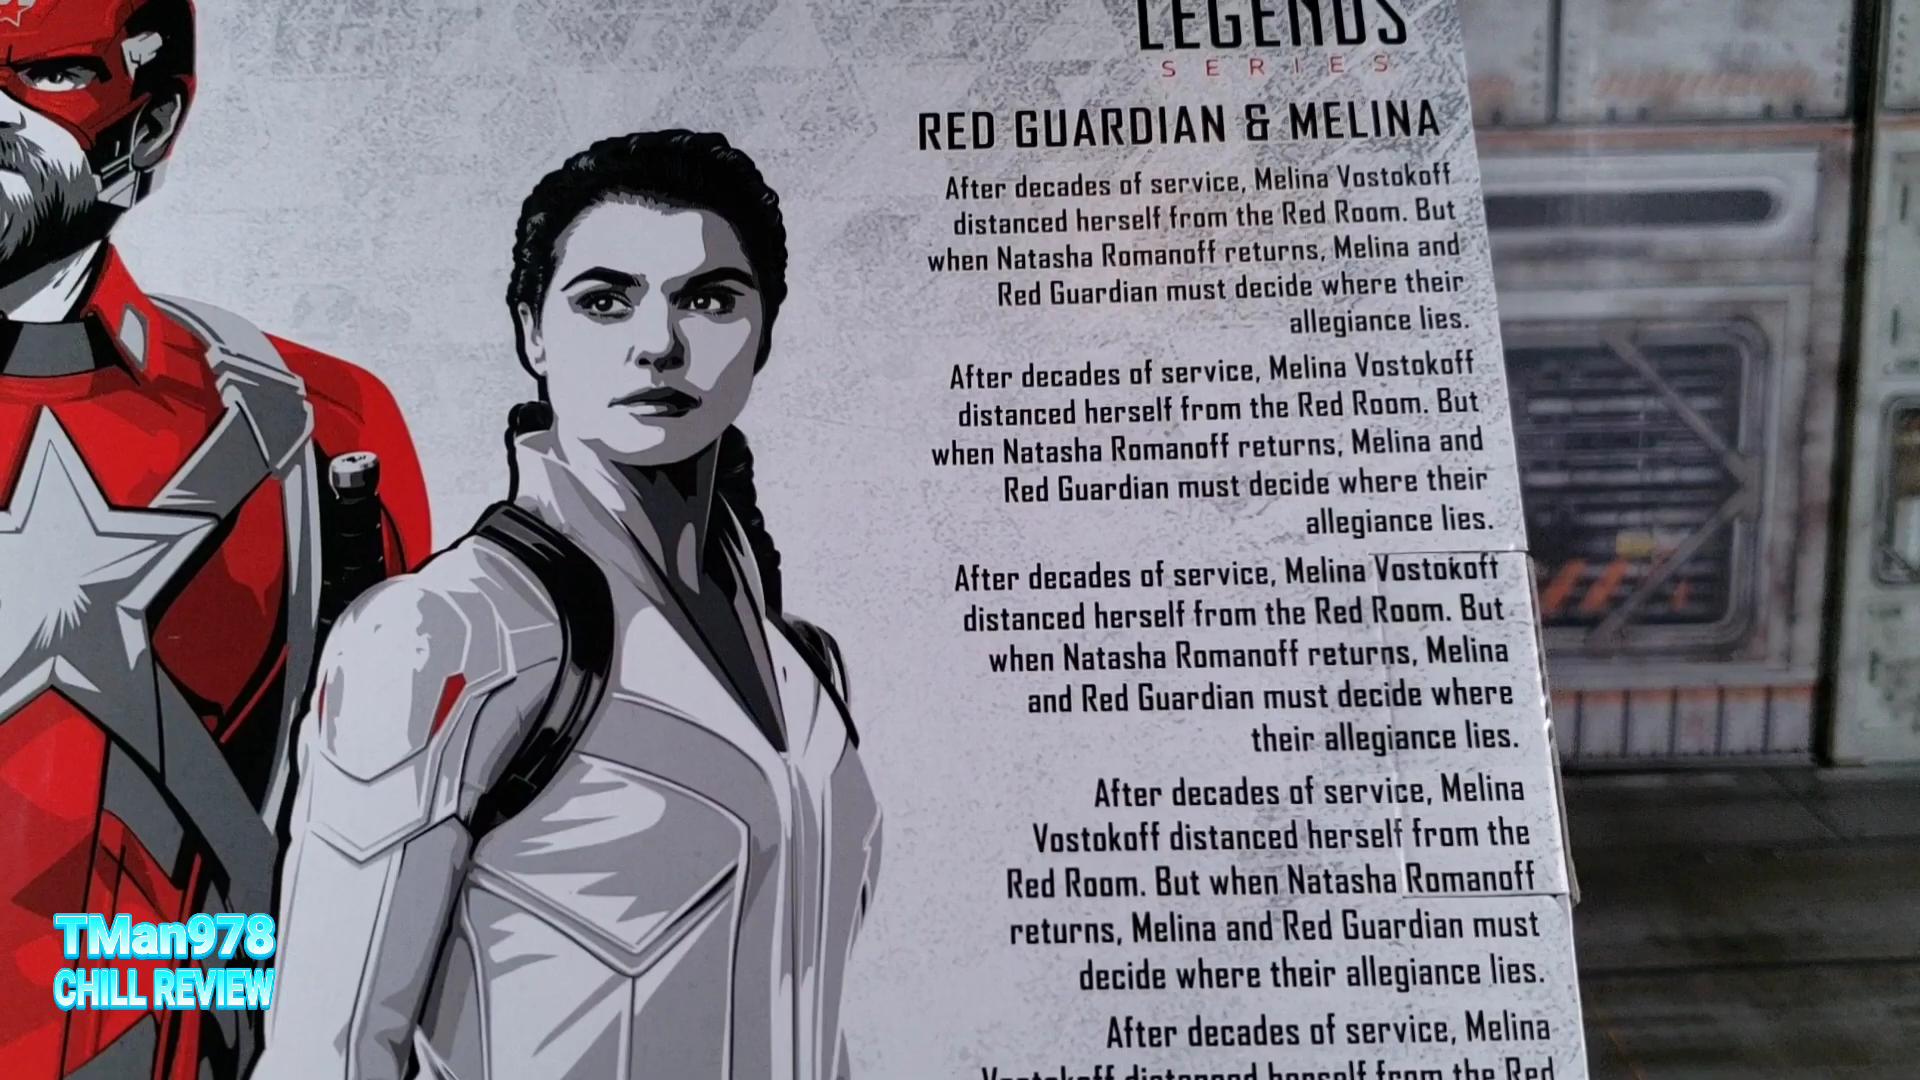 LEGENDS
SERIES
RED GUARDIAN & MELINA
After decades of service, Melina Vostokoff
distanced herself from the Red Room. But
when Natasha Romanoff returns, Melina and
Red Guardian must decide where their
allegiance lies.
After decades of service, Melina Vostokoff
distanced herself from the Red Room. But
when Natasha Romanoff returns, Melina and
Red Guardian must decide where their
allegiance lies.
After decades of service, Melina Vostokoff
distanced herself from the Red Room. But
when Natasha Romanoff returns, Melina
and Red Guardian must decide where
their allegiance lies.
After decades of service, Melina
Vostokoff distanced herself from the
Red Room. But when Natasha Romanoff
returns, Melina and Red Guardian must
decide where their allegiance lies.
After decades of service, Melina
Vostokoff distanced herself from the Red
TMan978
CHILL REVIEW